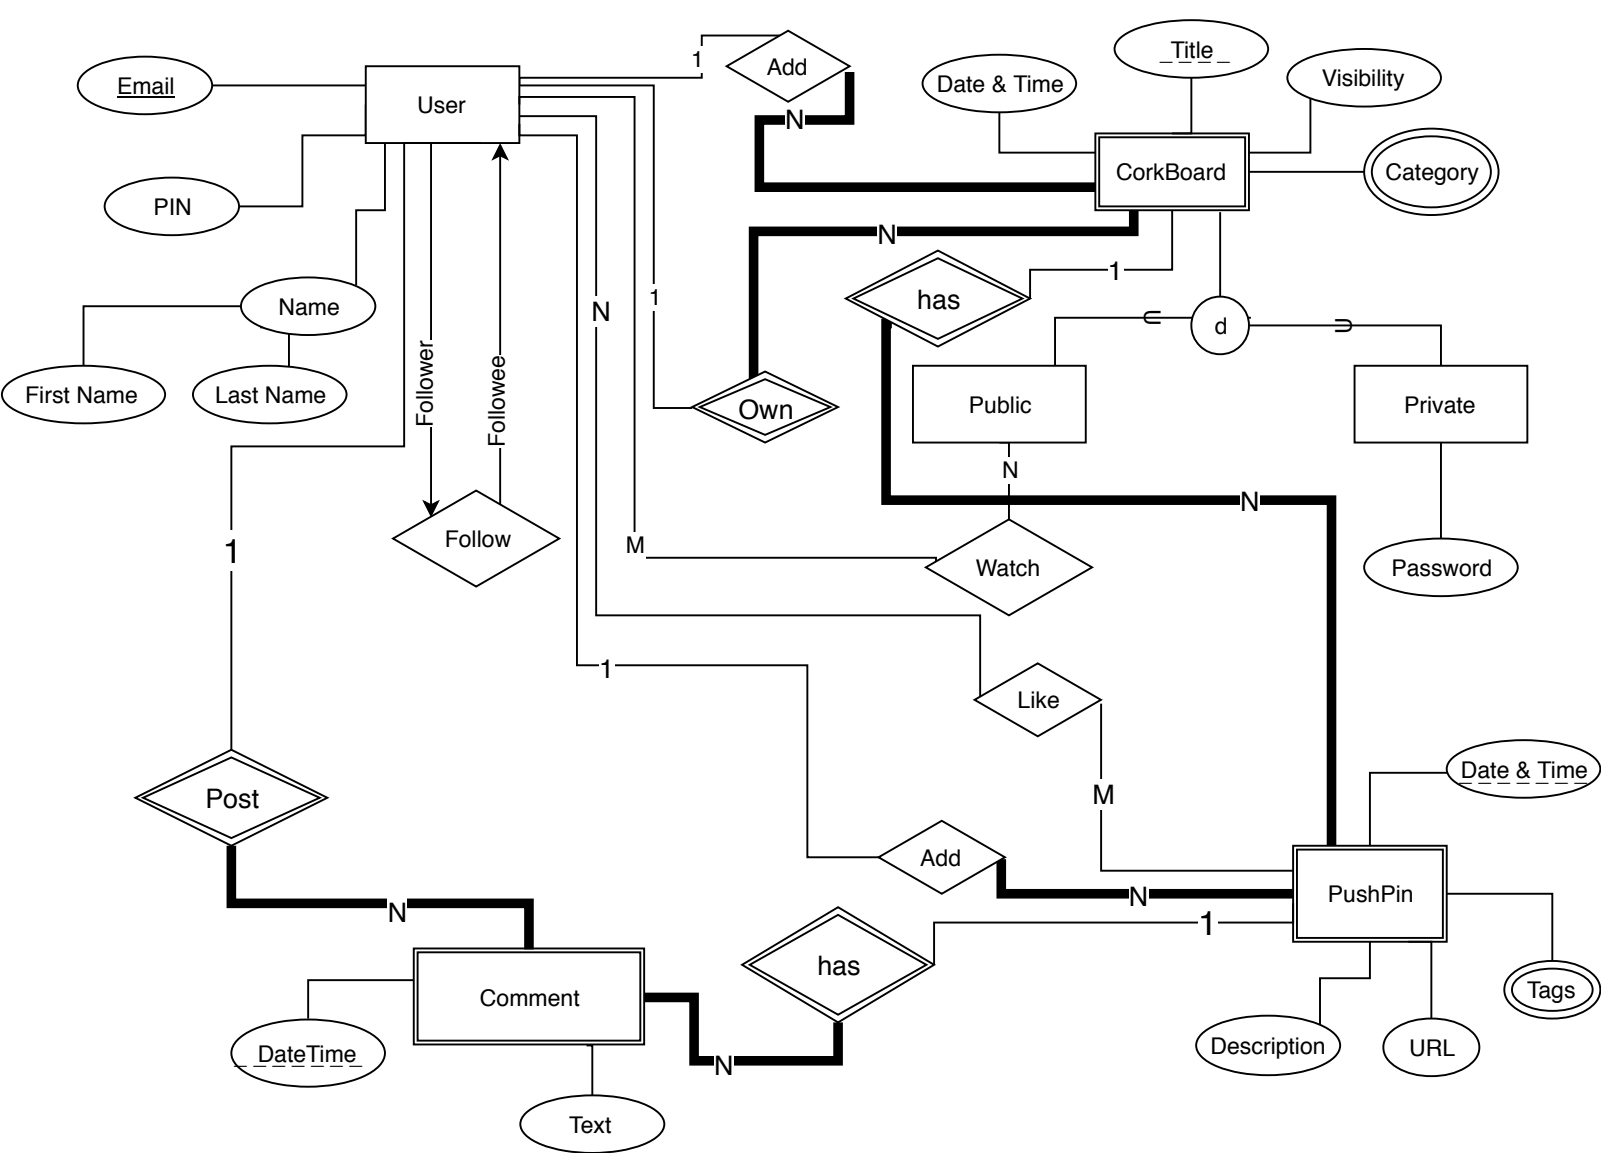 Title
1
Add
Date & Time
Visibility
Email
User
N
CorkBoard
Category
PIN
N
1
has
Name
N
1
d
First Name
Last Name
Follower
Followee
Own
Public
Private
N
N
1
Follow
M
Watch
Password
1
Like
Date & Time
Post
M
Add
N
PushPin
N
1
has
Comment
Tags
DateTime
N
Description
URL
Text